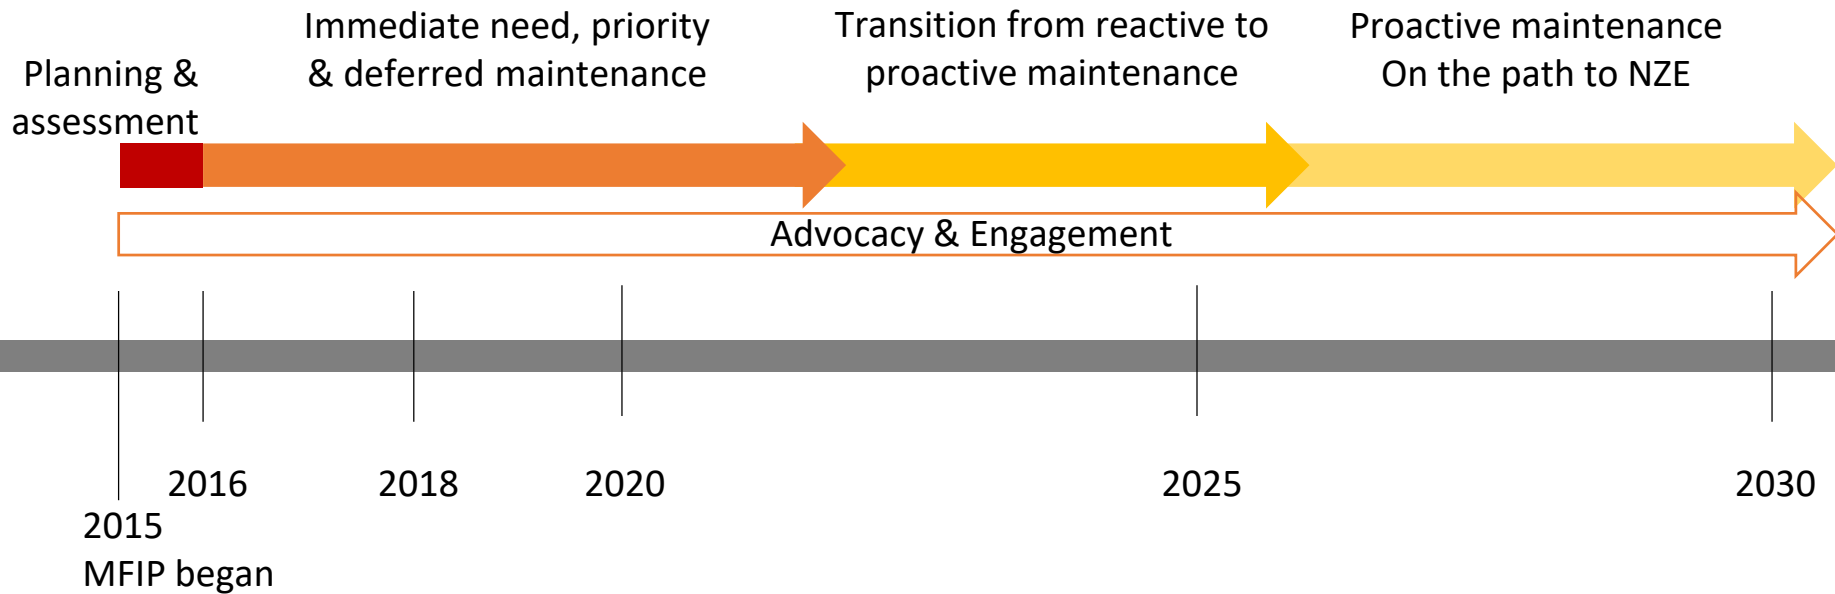 Planning &
assessment
Immediate need, priority
& deferred maintenance
Transition from reactive to
proactive maintenance
Proactive maintenance
On the path to NZE
Advocacy & Engagement
2016
2018
2020
2025
2030
2015
MFIP began